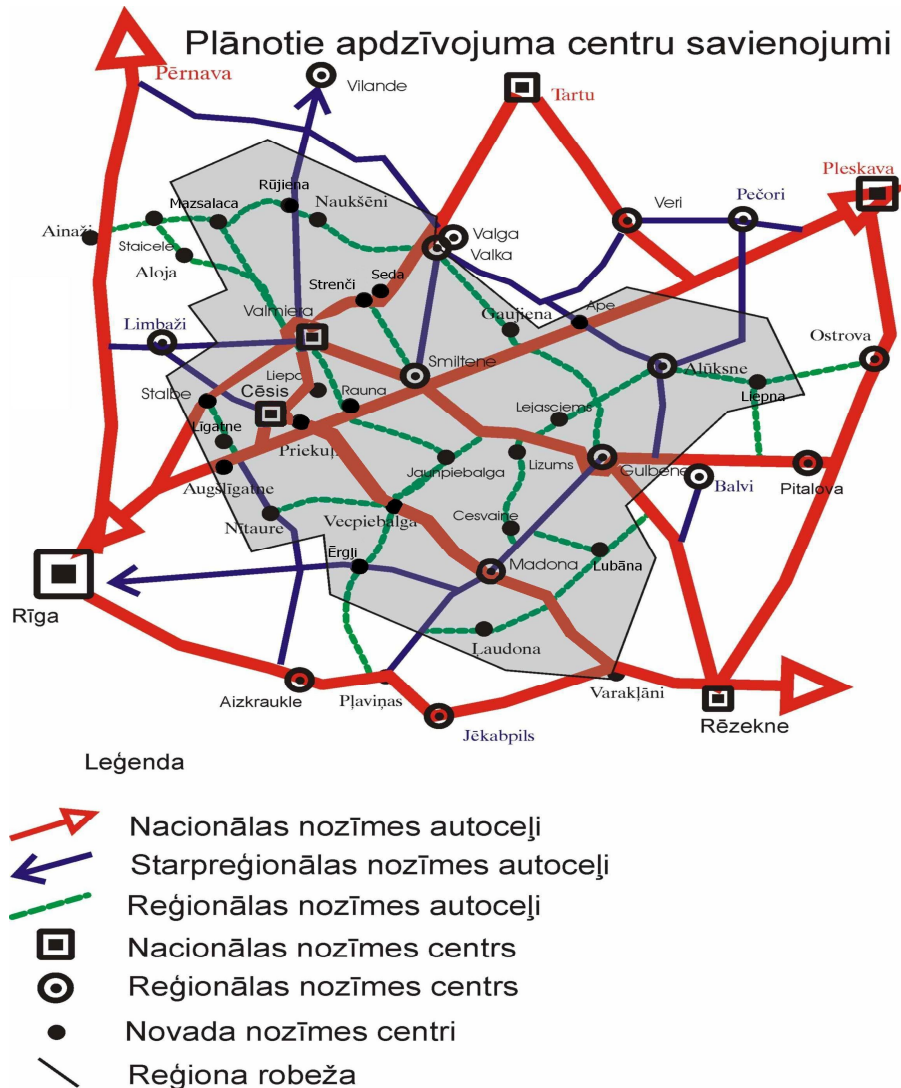 Plānotie apdzīvojuma centru savienojumi
Pērnava
Vilande
Tartu
Pleskava
Mazsalaca
Rūjiena
Naukšēni
Veri
Pečori
Ainaži
Staicele
Aloja
Valga
Valka
Strenči
Seda
Valmiera
Gaujiena
Ape
Limbaži
Ostrova
Smiltene
Alūksne
Liepa
Rauna
Stalbe
Cēsis
Liepna
Lejasciems
Līgatne
Priekuļi
Augslīgatne
Jaunpiebalga
Lizums
Gulbene
Balvi
Pitalova
Nītaure
Vecpiebalga
Cesvaine
Ērgļi
Madona
Lubāna
Rīga
Ļaudona
Aizkraukle
Pļaviņas
Varakļāni
Jēkabpils
Rēzekne
Leģenda
Nacionālas nozīmes autoceļi
Starpreģionālas nozīmes autoceļi
Reģionālas nozīmes autoceļi
Nacionālas nozīmes centrs
Reģionālas nozīmes centrs
Novada nozīmes centri
Reģiona robeža